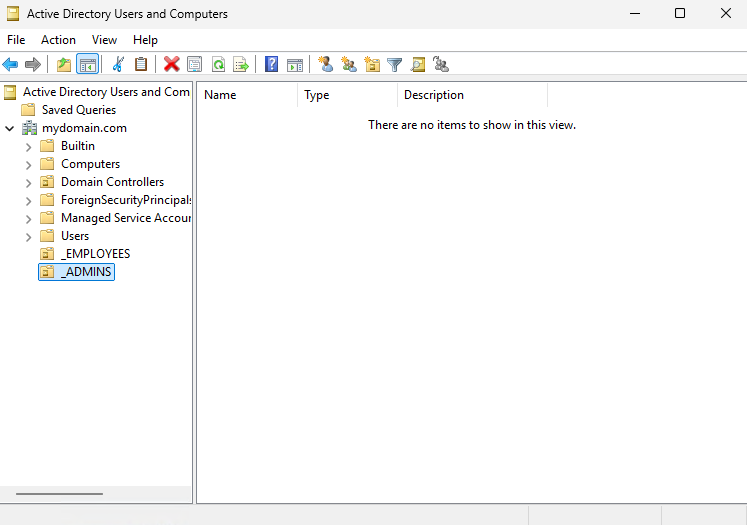 Active Directory Users and Computers
File Action View Help
Active Directory Users and Com
Saved Queries
mydomain.com
Builtin
Computers
Domain Controllers
ForeignSecurityPrincipals
Managed Service Accour
Users
_EMPLOYEES
_ADMINS
Name Type Description
There are no items to show in this view.